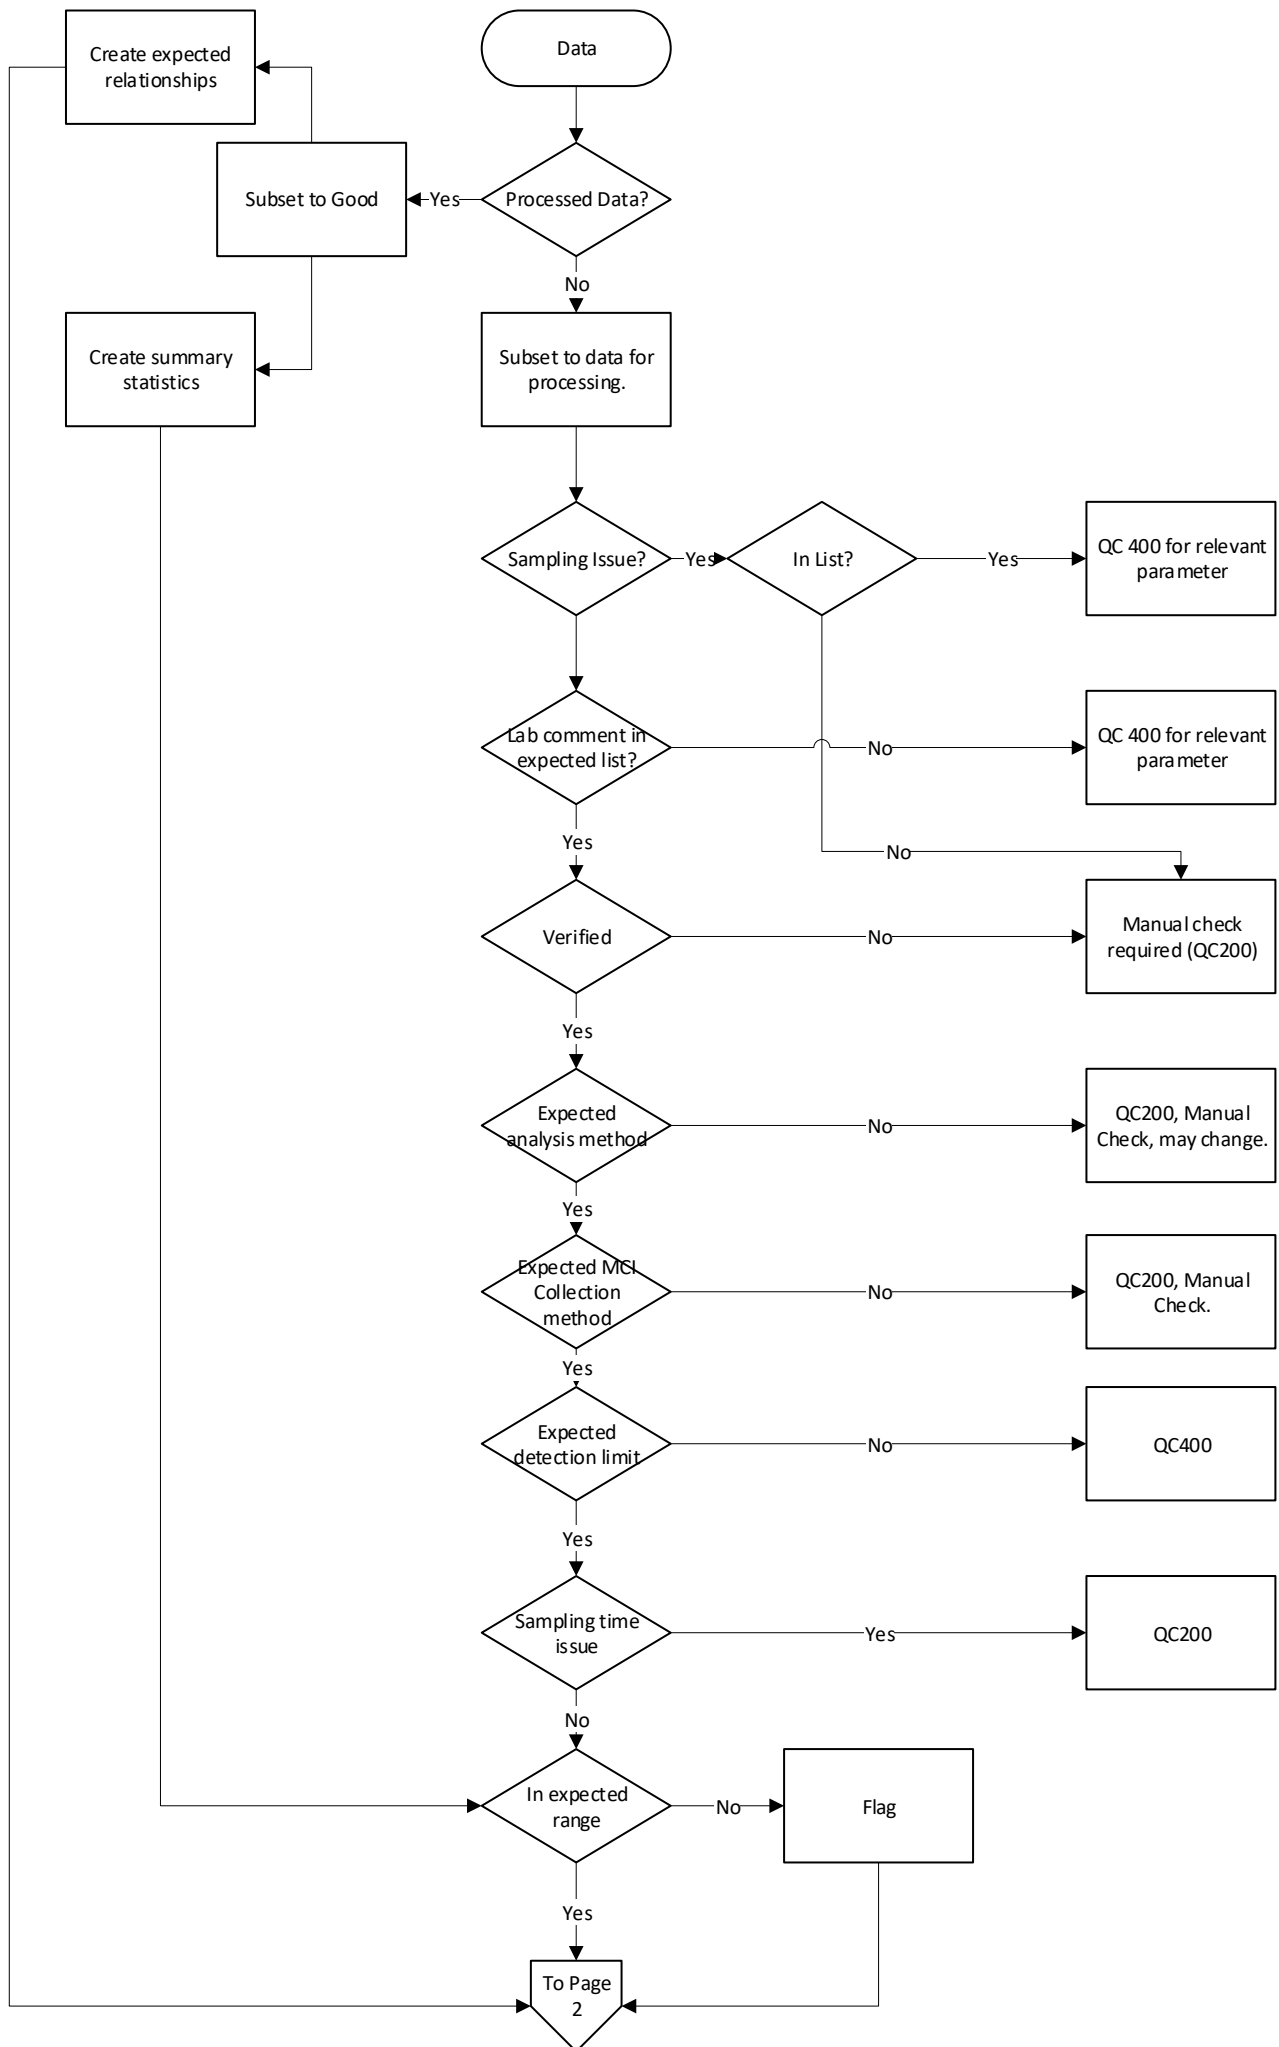 Create expected
relationships
Data
Subset to Good
Yes
Processed Data?
No
Create summary
statistics
Subset to data for
processing.
Sampling Issue?
Yes
In List?
Yes
QC 400 for relevant
parameter
Lab comment in
expected list?
No
QC 400 for relevant
parameter
Yes
No
Verified
No
Manual check
required (QC200)
Yes
Expected
analysis method
No
QC200, Manual
Check, may change.
Yes
Expected MCI
Collection
method
No
QC200, Manual
Check.
Yes
Expected
detection limit
No
QC400
Yes
Sampling time
issue
Yes
QC200
No
In expected
range
No
Flag
Yes
To Page
2